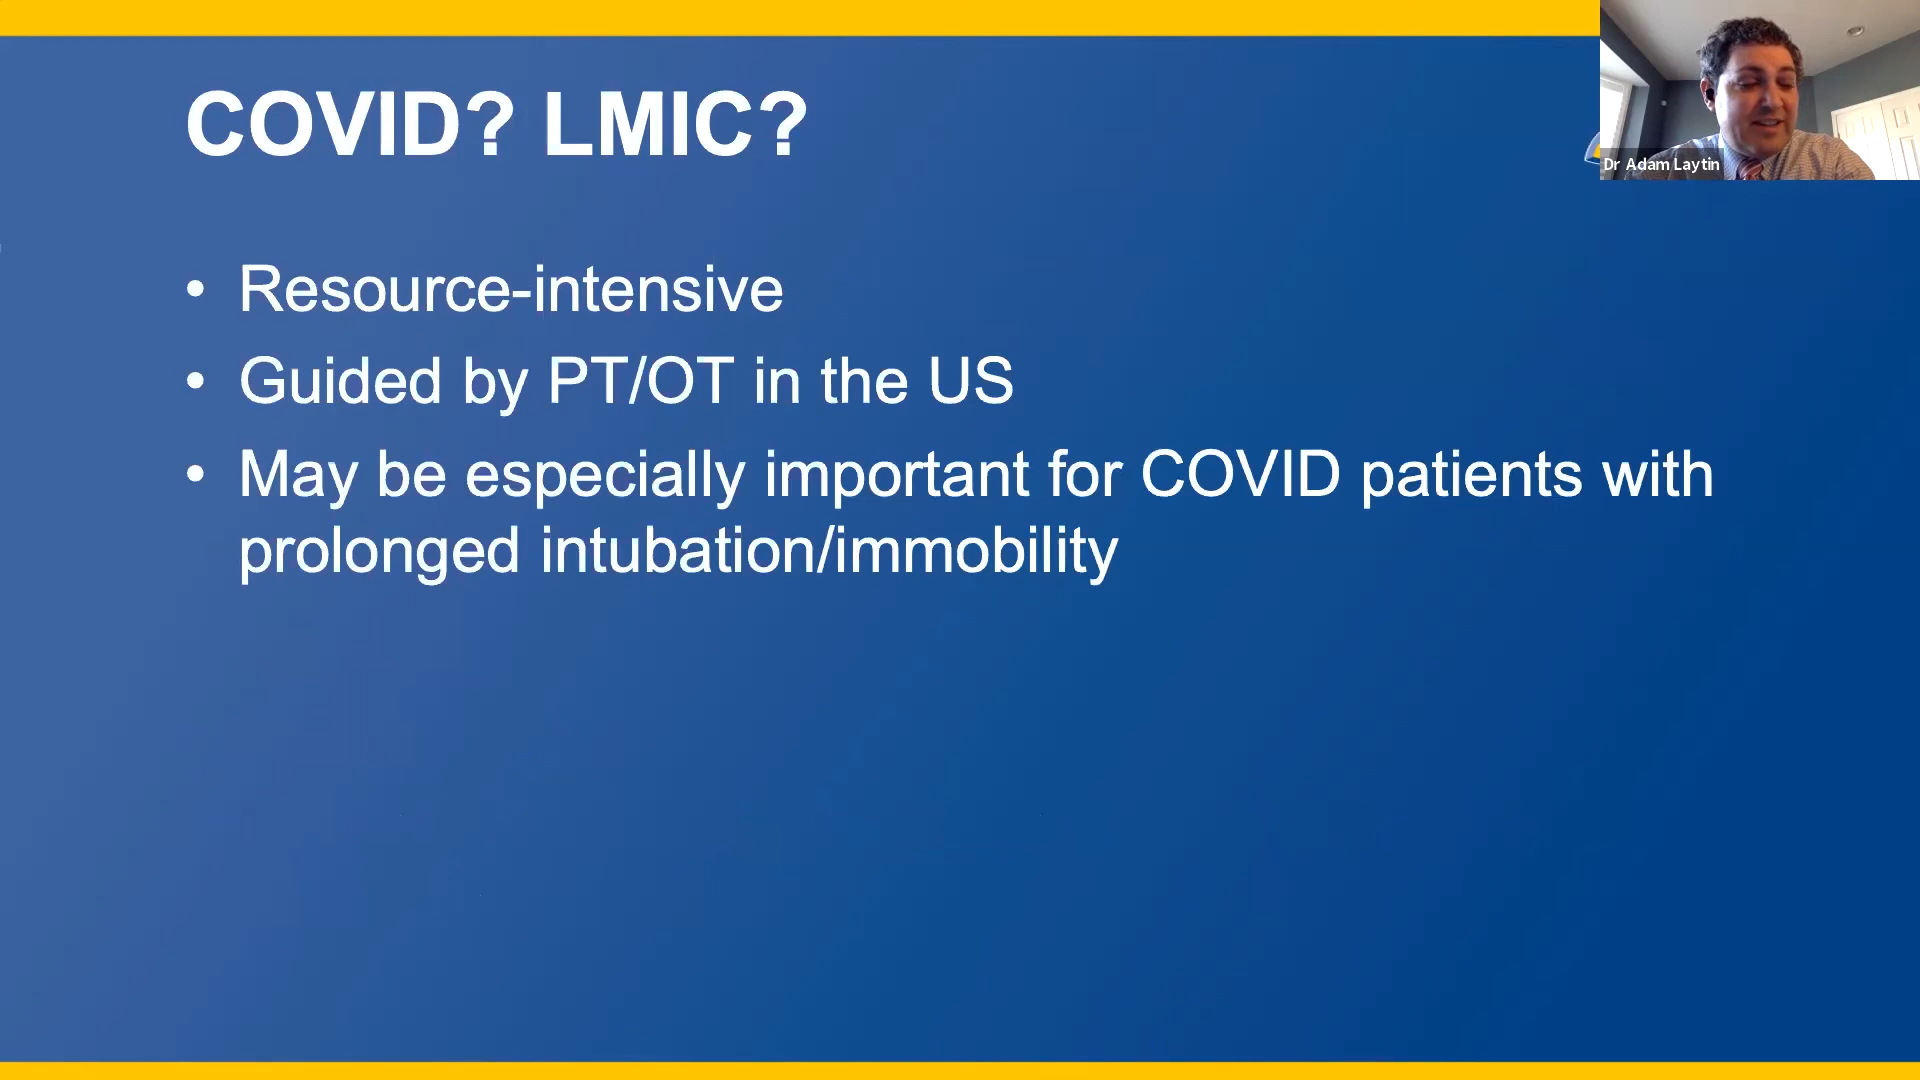 COVID? LMIC?
• Resource-intensive
• Guided by PT/OT in the US
• May be especially important for COVID patients with
prolonged intubation/immobility
Dr Adam Laytin